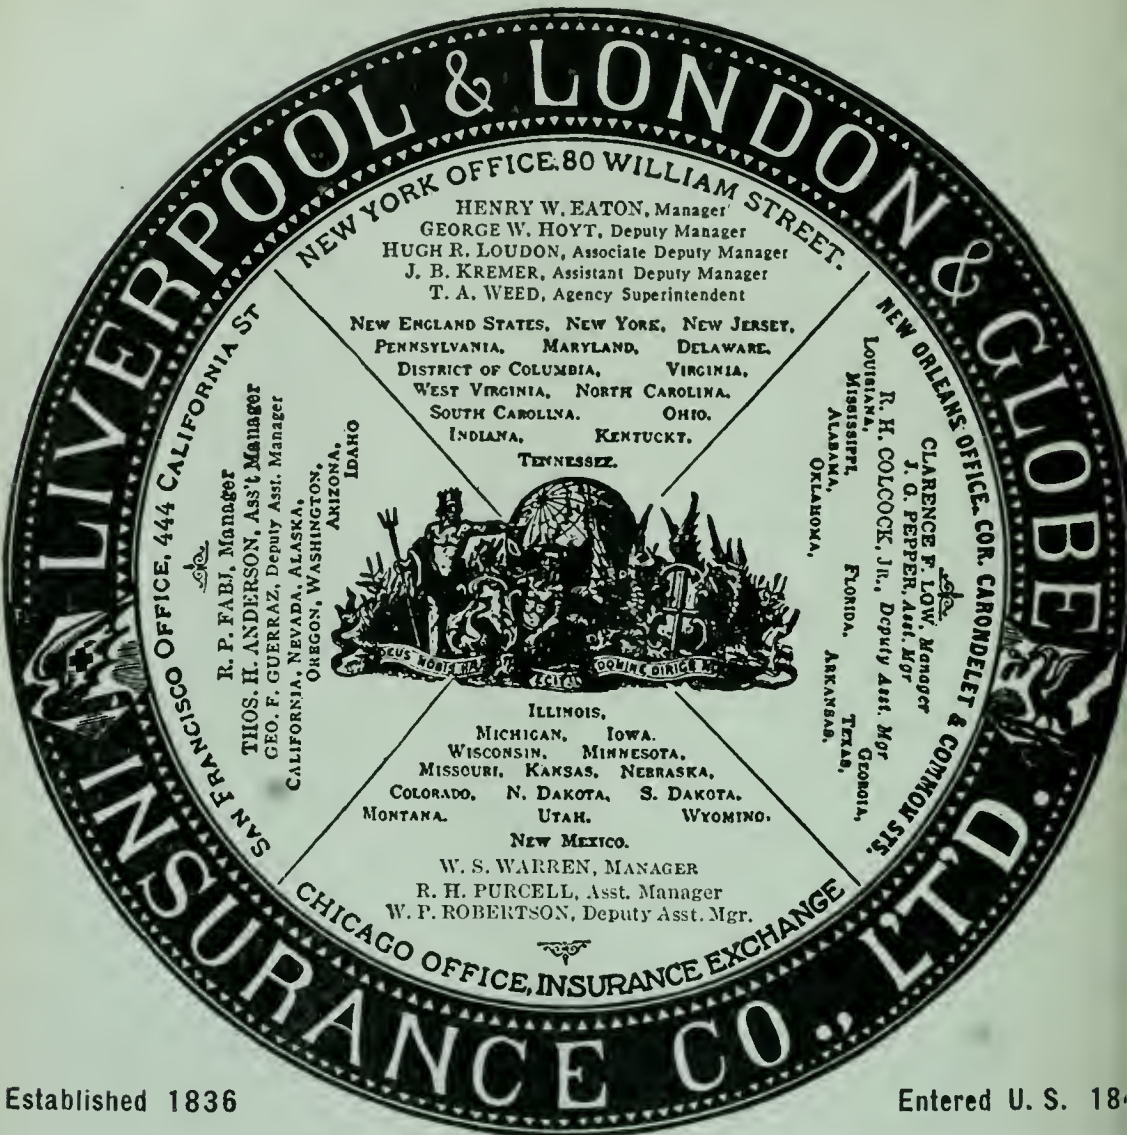 LIVERPOOL & LONDON & GLOBE
INSURANCE CO., L'T'D.
NEW YORK OFFICE. 80 WILLIAM STREET.
HENRY W. EATON, Manager
GEORGE W. HOYT, Deputy Manager
HUGH R. LOUDON, Associate Deputy Manager
J. B. KREMER, Assistant Deputy Manager
T. A. WEED, Agency Superintendent
NEW ENGLAND STATES, NEW YORK, NEW JERSEY,
PENNSYLVANIA, MARYLAND, DELAWARE,
DISTRICT OF COLUMBIA, VIRGINIA,
WEST VIRGINIA, NORTH CAROLINA,
SOUTH CAROLINA. OHIO.
INDIANA, KENTUCKY.
TENNESSEE.
SAN FRANCISCO OFFICE, 444 CALIFORNIA ST
R. P. FABJ, Manager
THOS. H. ANDERSON, Ass't Manager
GEO. F. GUERRAZ, Deputy Asst. Manager
CALIFORNIA, NEVADA, ALASKA,
OREGON, WASHINGTON,
ARIZONA,
IDAHO
NEW ORLEANS OFFICE. COR. CARONDELET & COMMON STS.
CLARENCE F. LOW, Manager
J. G. PEPPER, Asst. Mgr
R. H. COLCOCK, JR., Deputy Asst. Mgr
LOUISIANA, GEORGIA,
MISSISSIPPI, FLORIDA, TEXAS,
ALABAMA, ARKANSAS,
OKLAHOMA,
DEUS NOBIS HAEC
DOMINE DIRIGE
ILLINOIS,
MICHIGAN, IOWA.
WISCONSIN, MINNESOTA,
MISSOURI, KANSAS, NEBRASKA,
COLORADO, N. DAKOTA, S. DAKOTA,
MONTANA. UTAH. WYOMING.
NEW MEXICO.
W. S. WARREN, MANAGER
R. H. PURCELL, Asst. Manager
W. P. ROBERTSON, Deputy Asst. Mgr.
CHICAGO OFFICE, INSURANCE EXCHANGE
Established 1836
Entered U. S.